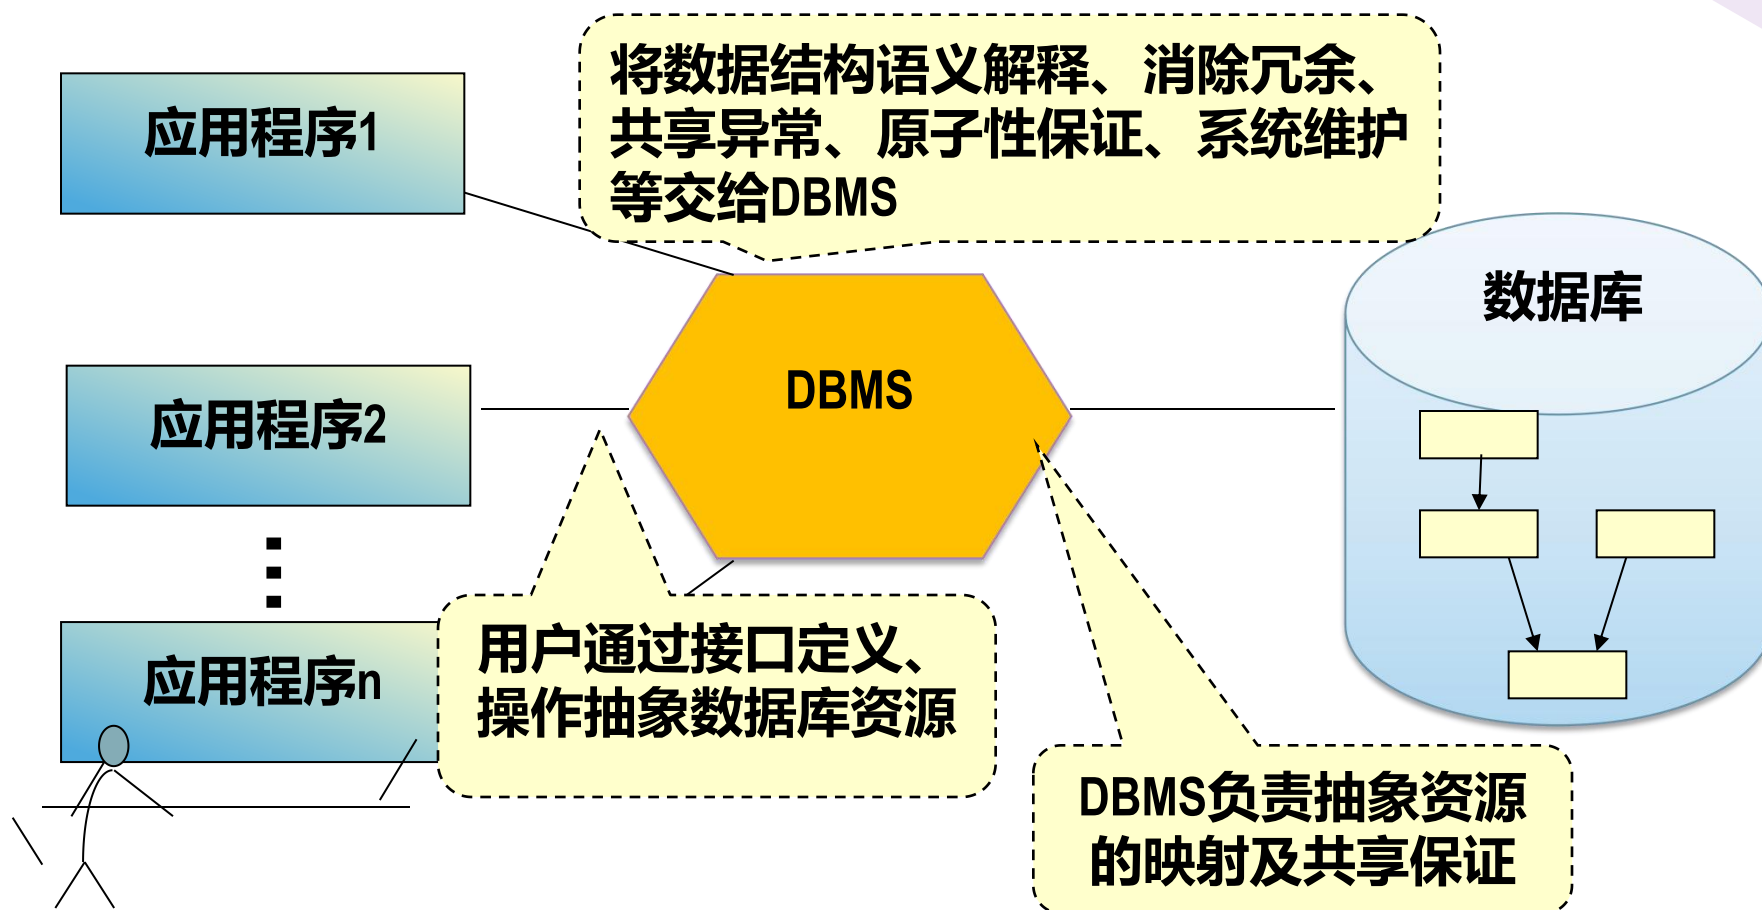 将数据结构语义解释、消除冗余、
共享异常、原子性保证、系统维护
等交给DBMS
应用程序1
数据库
DBMS
应用程序2
应用程序n
用户通过接口定义、
操作抽象数据库资源
DBMS负责抽象资源
的映射及共享保证